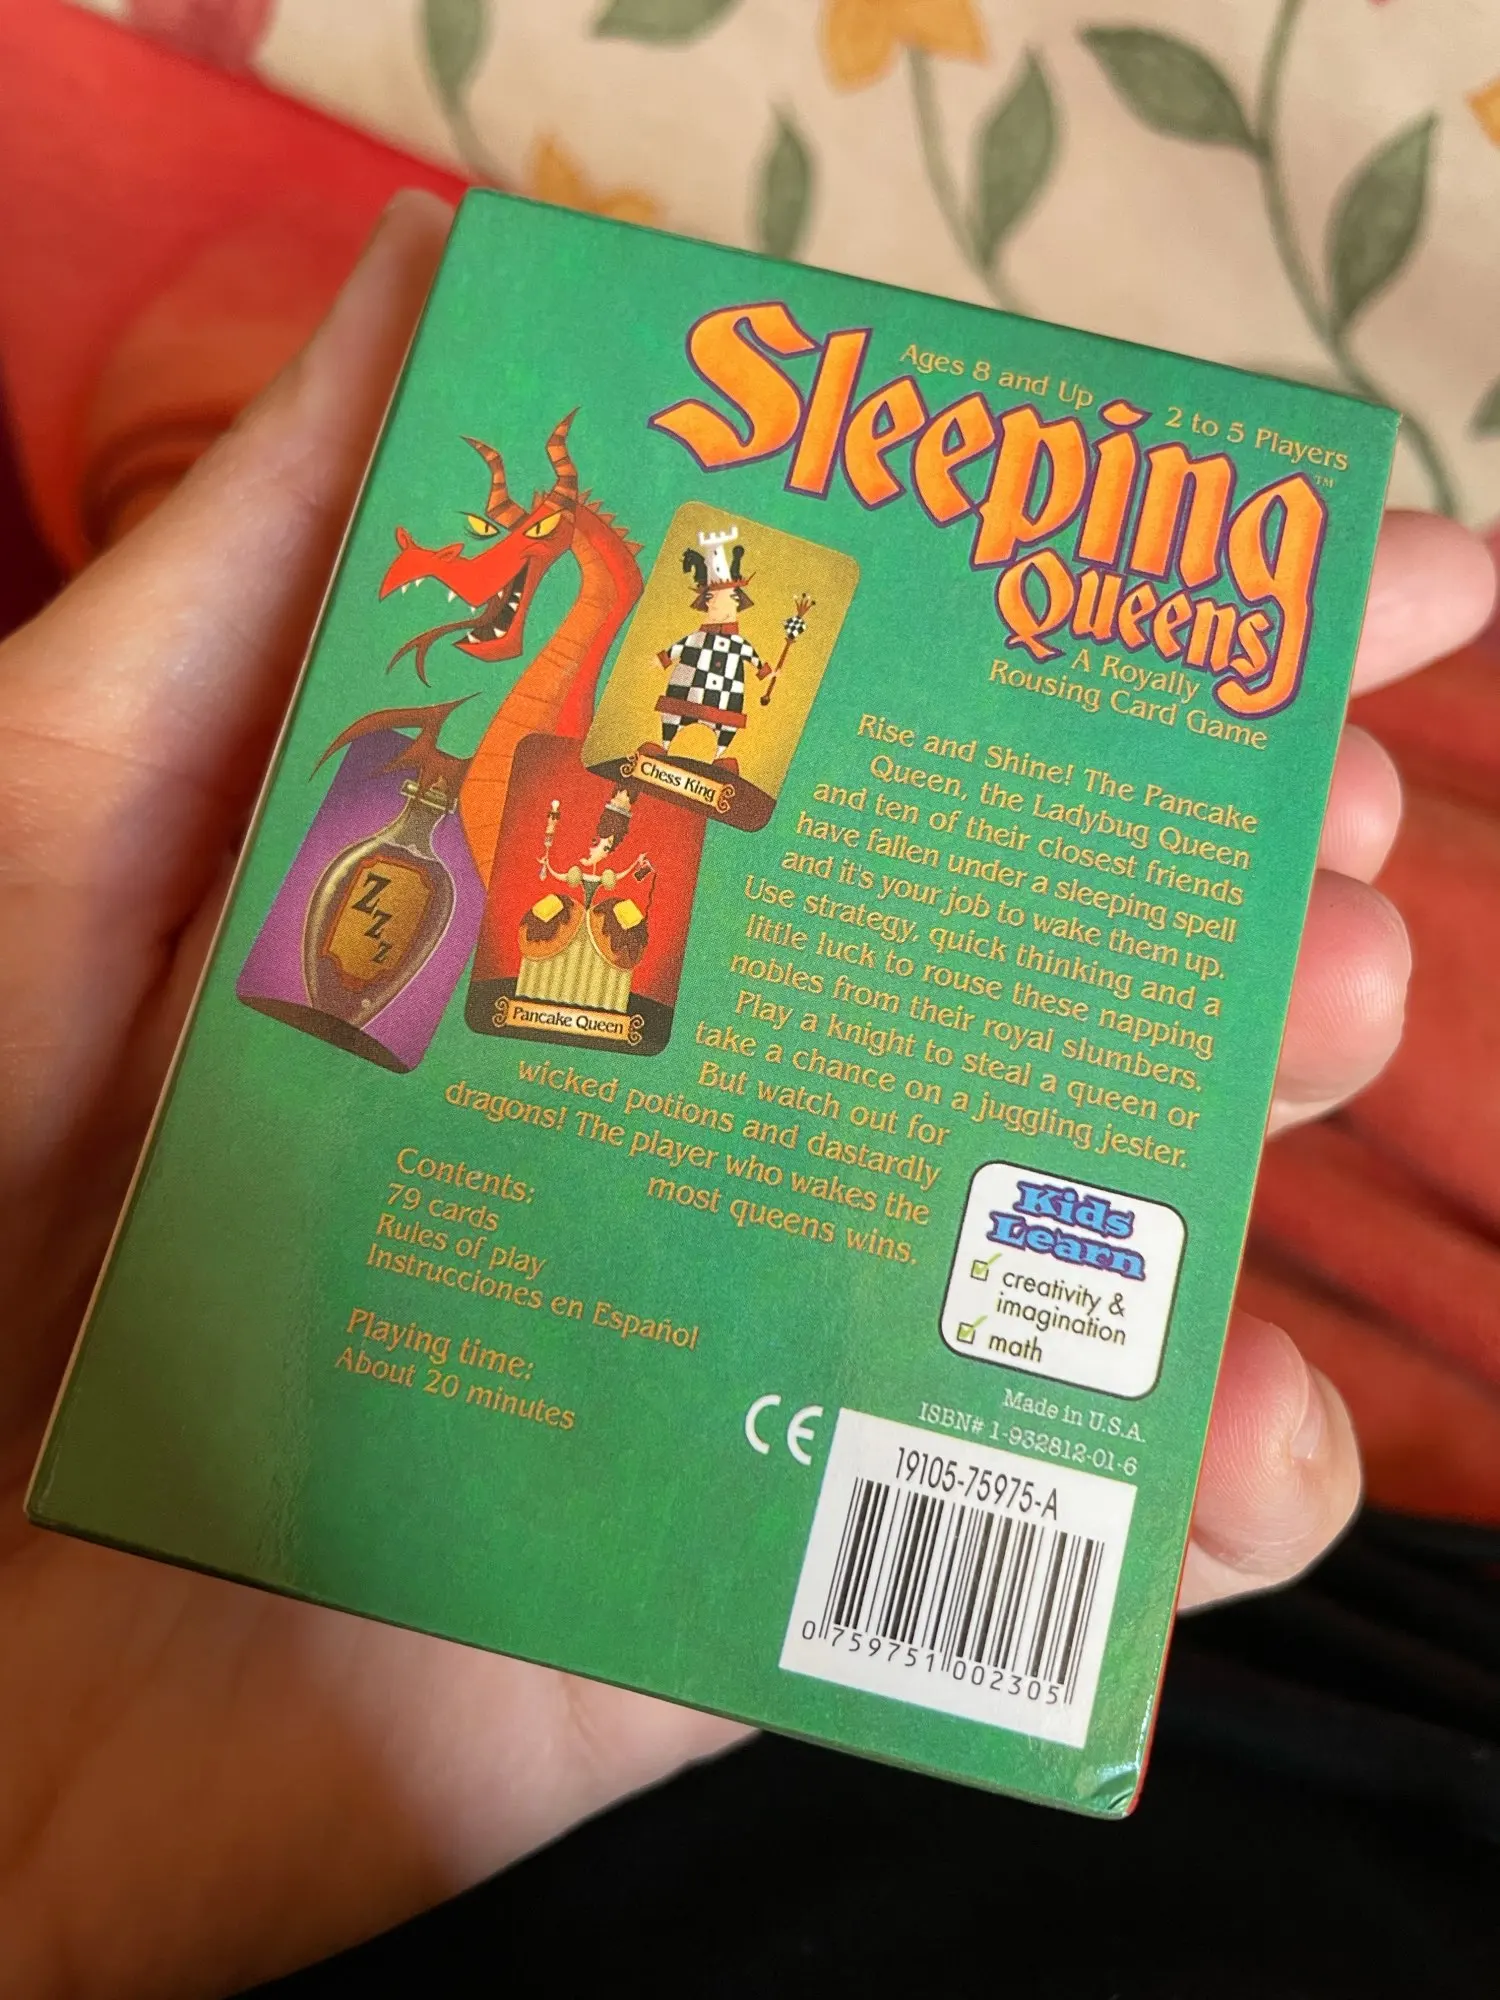 Ages 8 and Up 2 to 5 Players
Sleeping™
Queens
A Royally
Rousing Card Game
Chess King
Zzz
Pancake Queen
Rise and Shine! The Pancake
Queen, the Ladybug Queen
and ten of their closest friends
have fallen under a sleeping spell
and it's your job to wake them up.
Use strategy, quick thinking and a
little luck to rouse these napping
nobles from their royal slumbers.
Play a knight to steal a queen or
take a chance on a juggling jester.
But watch out for
wicked potions and dastardly
dragons! The player who wakes the
most queens wins.
Contents:
79 cards
Rules of play
Instrucciones en Español
Playing time:
About 20 minutes
Kids
Learn
creativity &
imagination
math
Made in U.S.A.
ISBN# 1-932812-01-6
CE
19105-75975-A
0 759751 002305